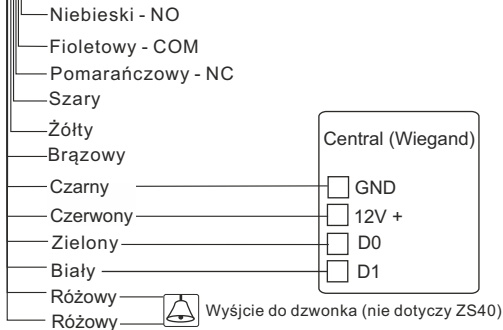 Niebieski - NO
Fioletowy - COM
Pomarańczowy - NC
Szary
Żółty
Brązowy
Central (Wiegand)
Czarny
GND
Czerwony
12V +
Zielony
D0
Biały
D1
Różowy
Różowy
Wyśjcie do dzwonka (nie dotyczy ZS40)